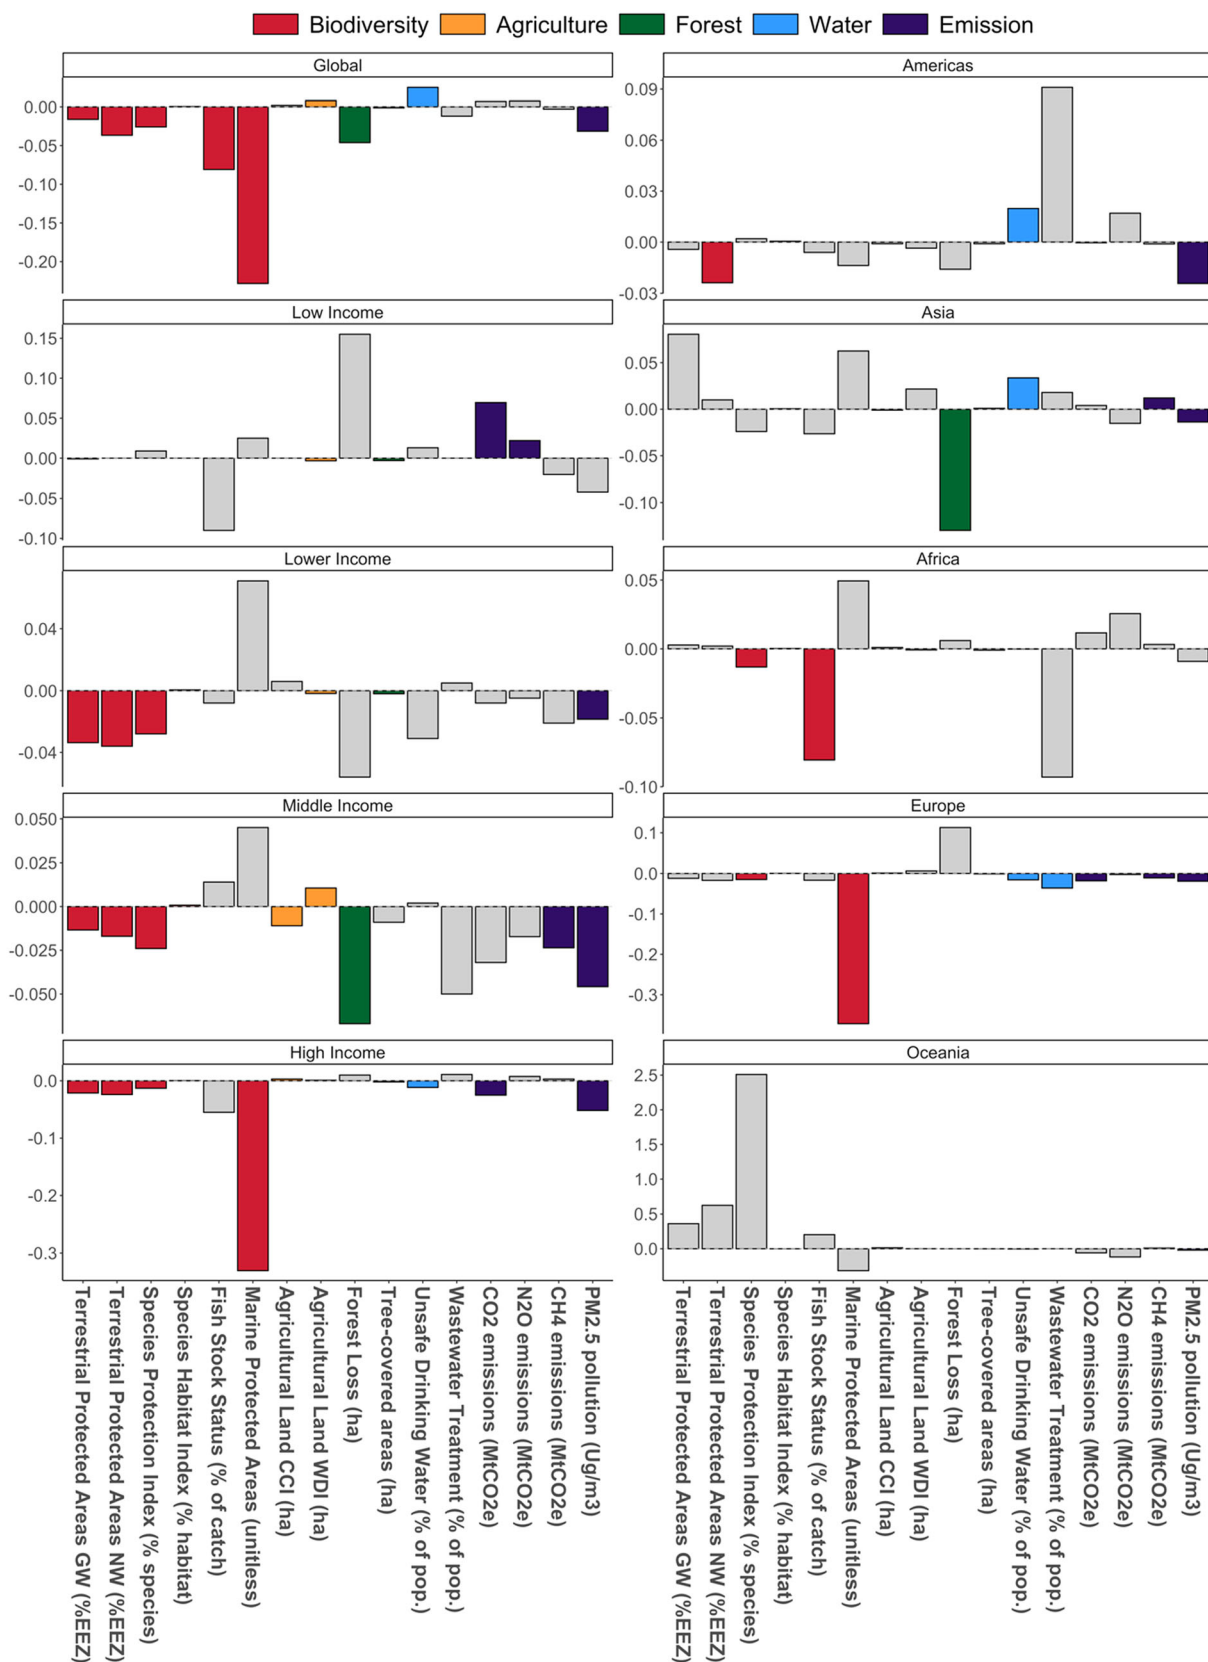 Biodiversity Agriculture Forest Water Emission
Global
0.00
-0.05
-0.10
-0.15
-0.20
Americas
0.09
0.06
0.03
0.00
-0.03
Low Income
0.15
0.10
0.05
0.00
-0.05
-0.10
Asia
0.05
0.00
-0.05
-0.10
Lower Income
0.04
0.00
-0.04
Africa
0.05
0.00
-0.05
-0.10
Middle Income
0.050
0.025
0.000
-0.025
-0.050
Europe
0.1
0.0
-0.1
-0.2
-0.3
High Income
0.0
-0.1
-0.2
-0.3
Oceania
2.5
2.0
1.5
1.0
0.5
0.0
Terrestrial Protected Areas GW (%EEZ)
Terrestrial Protected Areas NW (%EEZ)
Species Protection Index (% species)
Species Habitat Index (% habitat)
Fish Stock Status (% of catch)
Marine Protected Areas (unitless)
Agricultural Land CCI (ha)
Agricultural Land WDI (ha)
Forest Loss (ha)
Tree-covered areas (ha)
Unsafe Drinking Water (% of pop.)
Wastewater Treatment (% of pop.)
CO2 emissions (MtCO2e)
N2O emissions (MtCO2e)
CH4 emissions (MtCO2e)
PM2.5 pollution (Ug/m3)
Terrestrial Protected Areas GW (%EEZ)
Terrestrial Protected Areas NW (%EEZ)
Species Protection Index (% species)
Species Habitat Index (% habitat)
Fish Stock Status (% of catch)
Marine Protected Areas (unitless)
Agricultural Land CCI (ha)
Agricultural Land WDI (ha)
Forest Loss (ha)
Tree-covered areas (ha)
Unsafe Drinking Water (% of pop.)
Wastewater Treatment (% of pop.)
CO2 emissions (MtCO2e)
N2O emissions (MtCO2e)
CH4 emissions (MtCO2e)
PM2.5 pollution (Ug/m3)